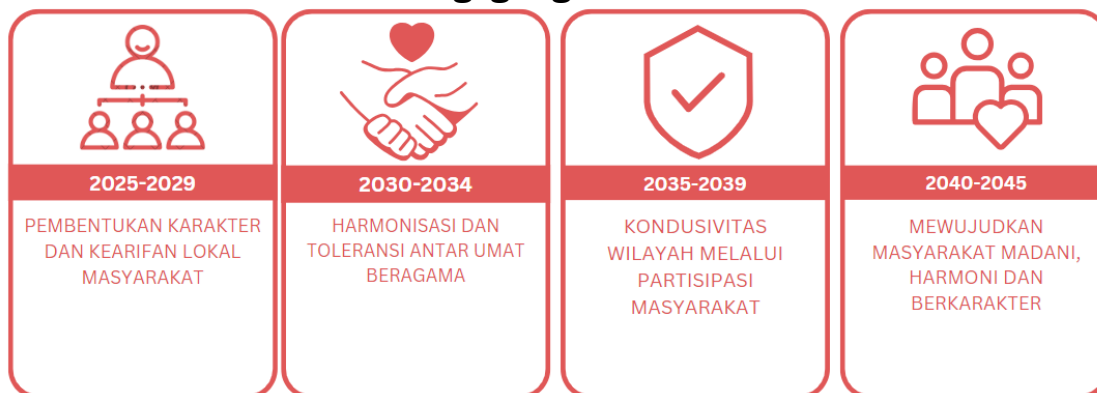 2025-2029
PEMBENTUKAN KARAKTER
DAN KEARIFAN LOKAL
MASYARAKAT
2030-2034
HARMONISASI DAN
TOLERANSI ANTAR UMAT
BERAGAMA
2035-2039
KONDUSIVITAS
WILAYAH MELALUI
PARTISIPASI
MASYARAKAT
2040-2045
MEWUJUDKAN
MASYARAKAT MADANI,
HARMONI DAN
BERKARAKTER